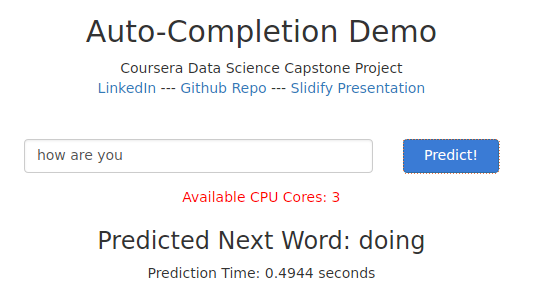 Auto-Completion Demo
Coursera Data Science Capstone Project
LinkedIn --- Github Repo --- Slidify Presentation
how are you Predict!
Available CPU Cores: 3
Predicted Next Word: doing
Prediction Time: 0.4944 seconds